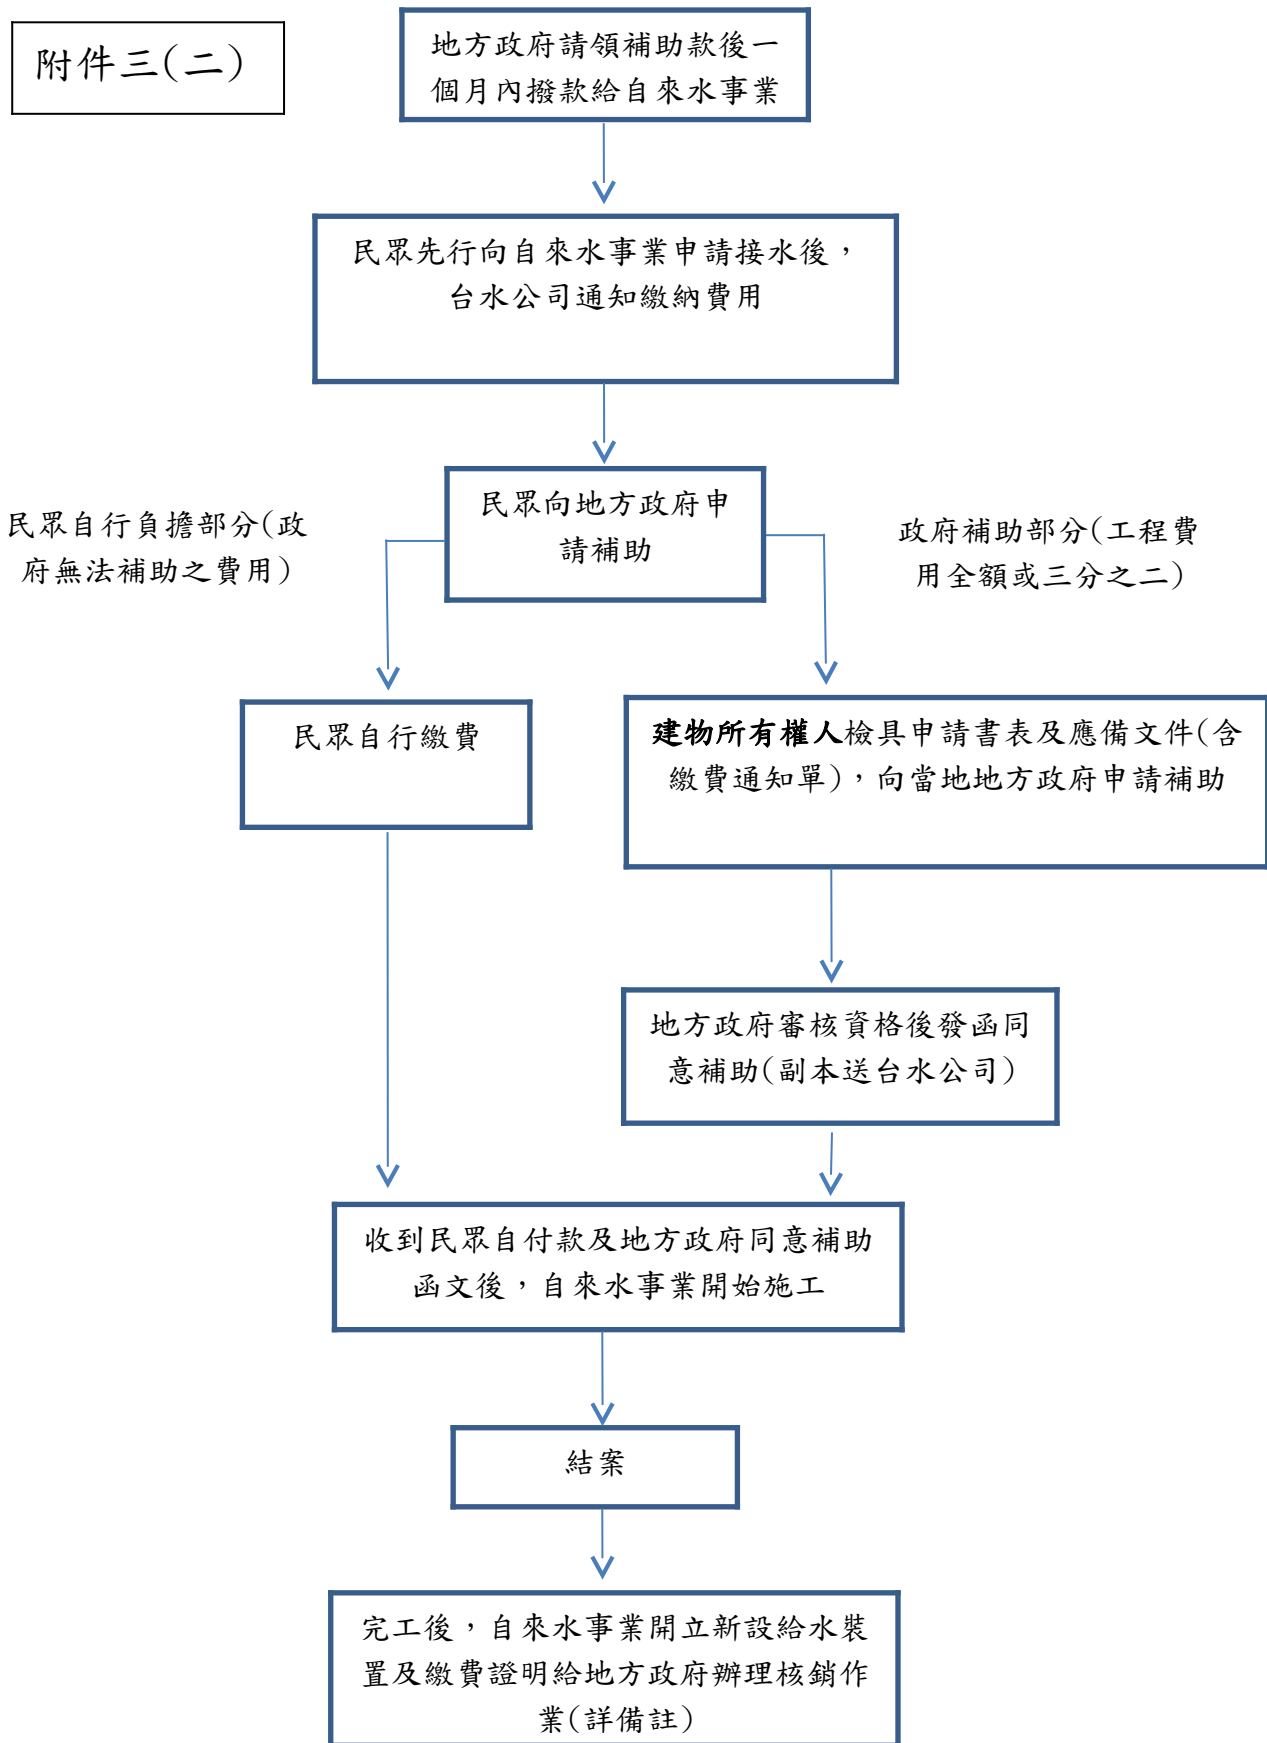 附件三(二)
地方政府請領補助款後一
個月內撥款給自來水事業
民眾先行向自來水事業申請接水後，
台水公司通知繳納費用
民眾向地方政府申
請補助
民眾自行負擔部分(政
府無法補助之費用)
政府補助部分(工程費
用全額或三分之二)
民眾自行繳費
建物所有權人檢具申請書表及應備文件(含
繳費通知單)，向當地地方政府申請補助
地方政府審核資格後發函同
意補助(副本送台水公司)
收到民眾自付款及地方政府同意補助
函文後，自來水事業開始施工
結案
完工後，自來水事業開立新設給水裝
置及繳費證明給地方政府辦理核銷作
業(詳備註)